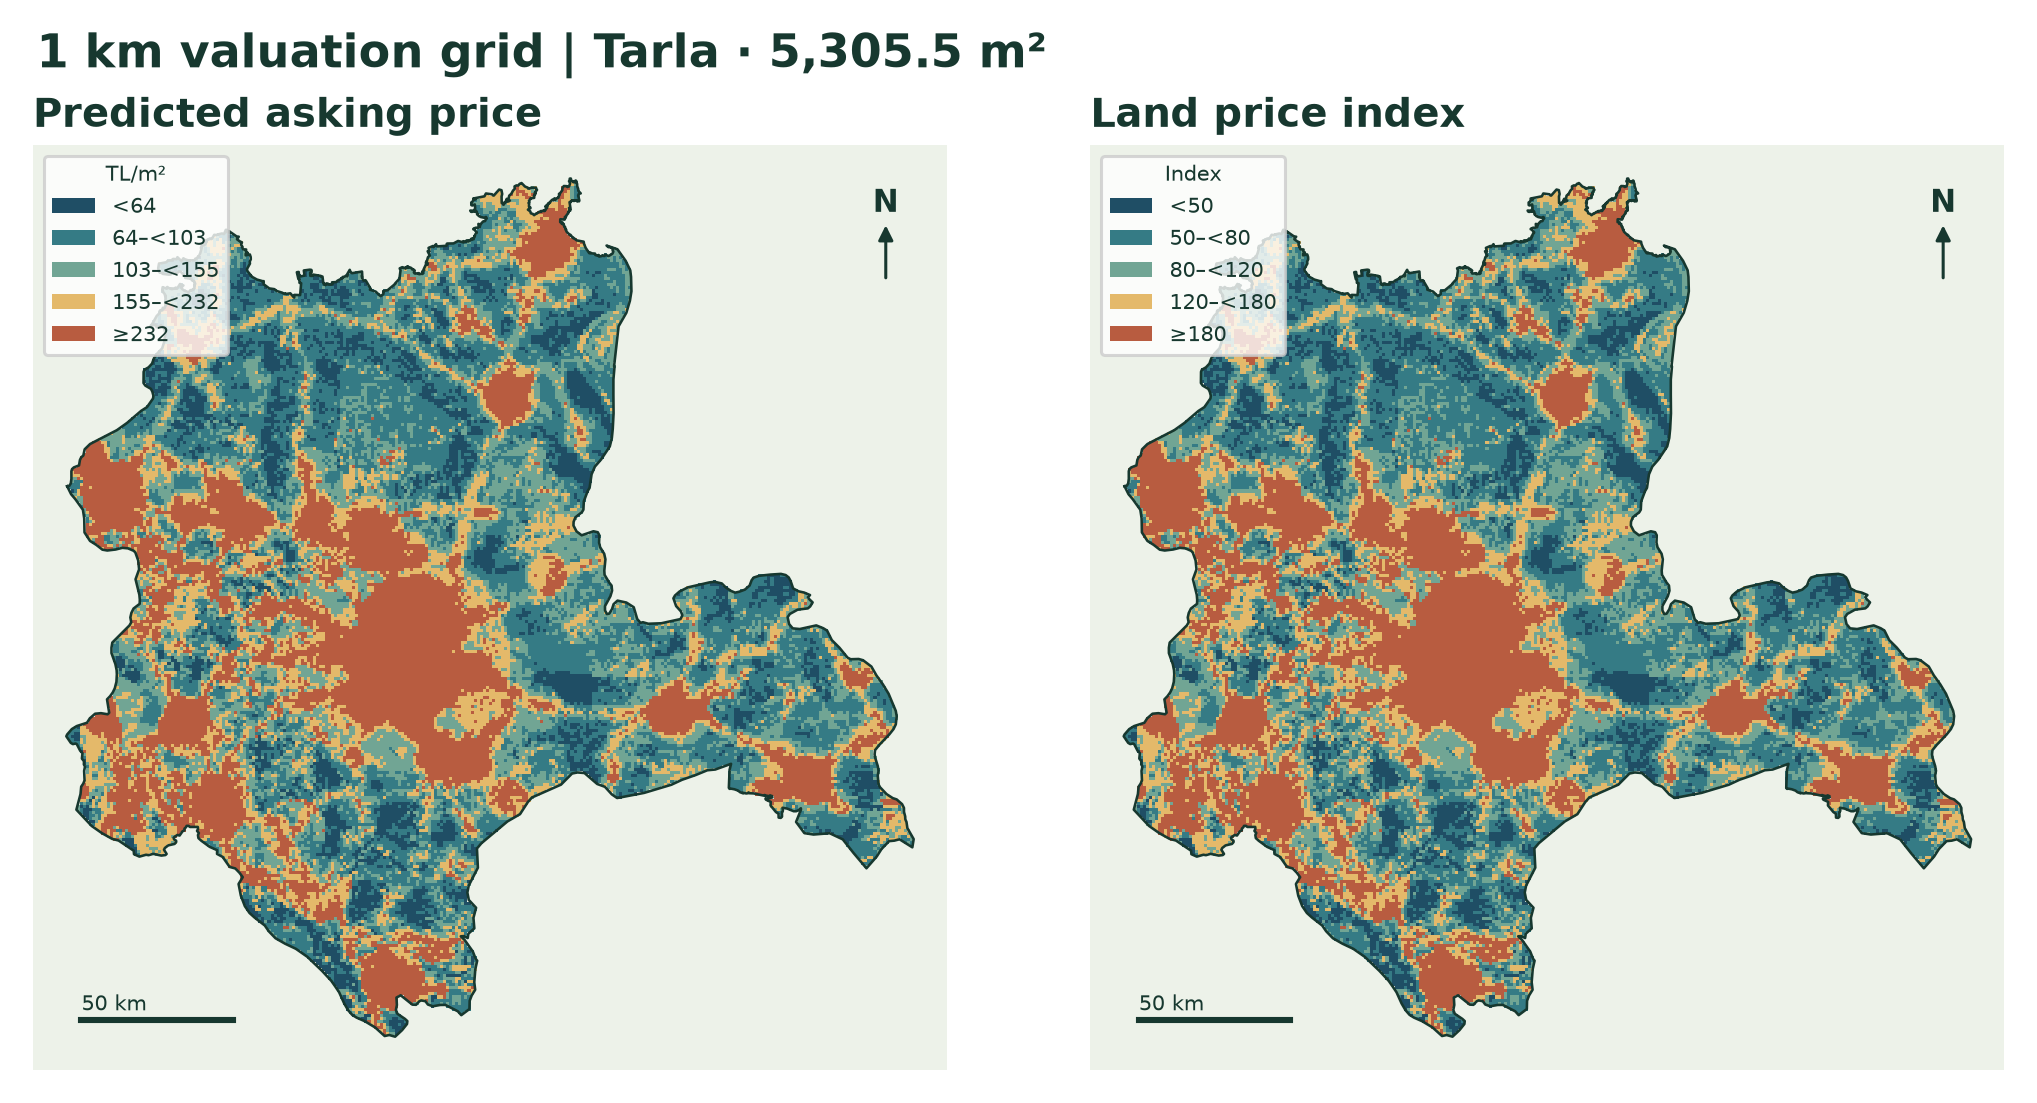 1 km valuation grid | Tarla · 5,305.5 m²
Predicted asking price
TL/m²
<64
64–<103
103–<155
155–<232
≥232
N
50 km
Land price index
Index
<50
50–<80
80–<120
120–<180
≥180
N
50 km